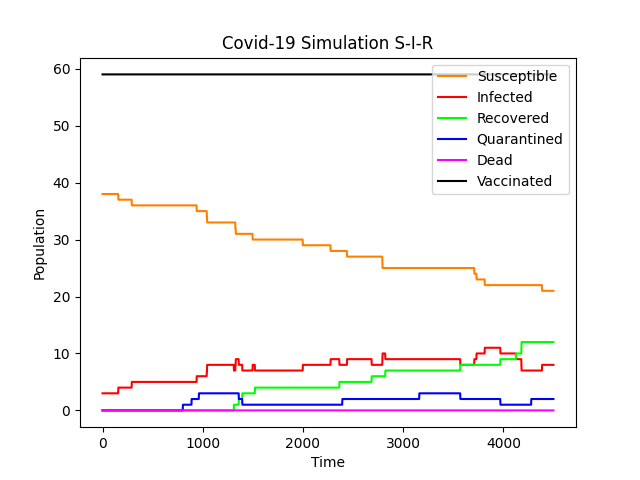 Covid-19 Simulation S-I-R
60
50
40
30
20
10
0
Population
Susceptible
Infected
Recovered
Quarantined
Dead
Vaccinated
0 1000 2000 3000 4000
Time